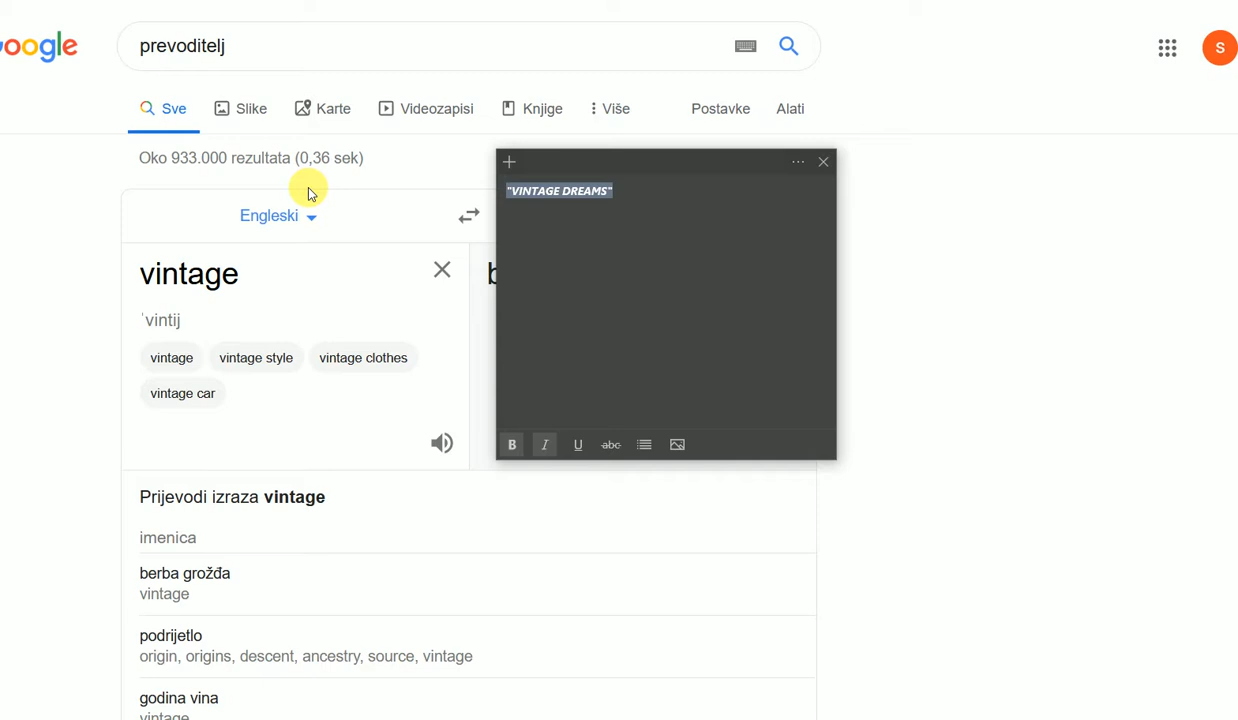 oogle
prevoditelj
S
Sve Slike Karte Videozapisi Knjige Više Postavke Alati
Oko 933.000 rezultata (0,36 sek)
"VINTAGE DREAMS"
Engleski
vintage
b
ˈvintij
vintage vintage style vintage clothes
vintage car
B I U abc
Prijevodi izraza vintage
imenica
berba grožđa
vintage
podrijetlo
origin, origins, descent, ancestry, source, vintage
godina vina
vintage